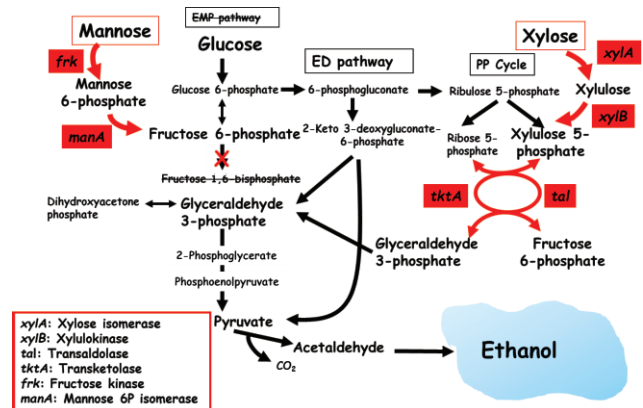 Mannose
frk
Mannose
6-phosphate
manA
EMP pathway
Glucose
Glucose 6-phosphate
Fructose 6-phosphate
Fructose 1,6-bisphosphate
Dihydroxyacetone
phosphate
Glyceraldehyde
3-phosphate
2-Phosphoglycerate
Phosphoenolpyruvate
Pyruvate
CO2
Acetaldehyde
Ethanol
ED pathway
6-phosphogluconate
2-Keto 3-deoxygluconate-
6-phosphate
PP Cycle
Ribulose 5-phosphate
Ribose 5-
phosphate
Xylose
xylA
Xylulose
xylB
Xylulose 5-
phosphate
tktA
tal
Glyceraldehyde
3-phosphate
Fructose
6-phosphate
xylA: Xylose isomerase
xylB: Xylulokinase
tal: Transaldolase
tktA: Transketolase
frk: Fructose kinase
manA: Mannose 6P isomerase